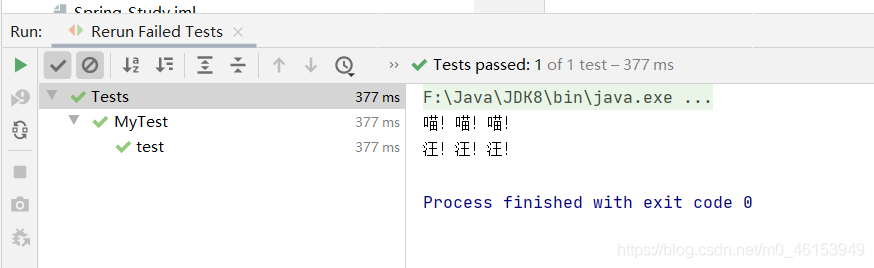 Spring-Study.iml
Run: Rerun Failed Tests ×
Tests passed: 1 of 1 test – 377 ms
Tests 377 ms
MyTest 377 ms
test 377 ms
F:\Java\JDK8\bin\java.exe ...
喵! 喵! 喵!
汪! 汪! 汪!
Process finished with exit code 0
https://blog.csdn.net/m0_46153949